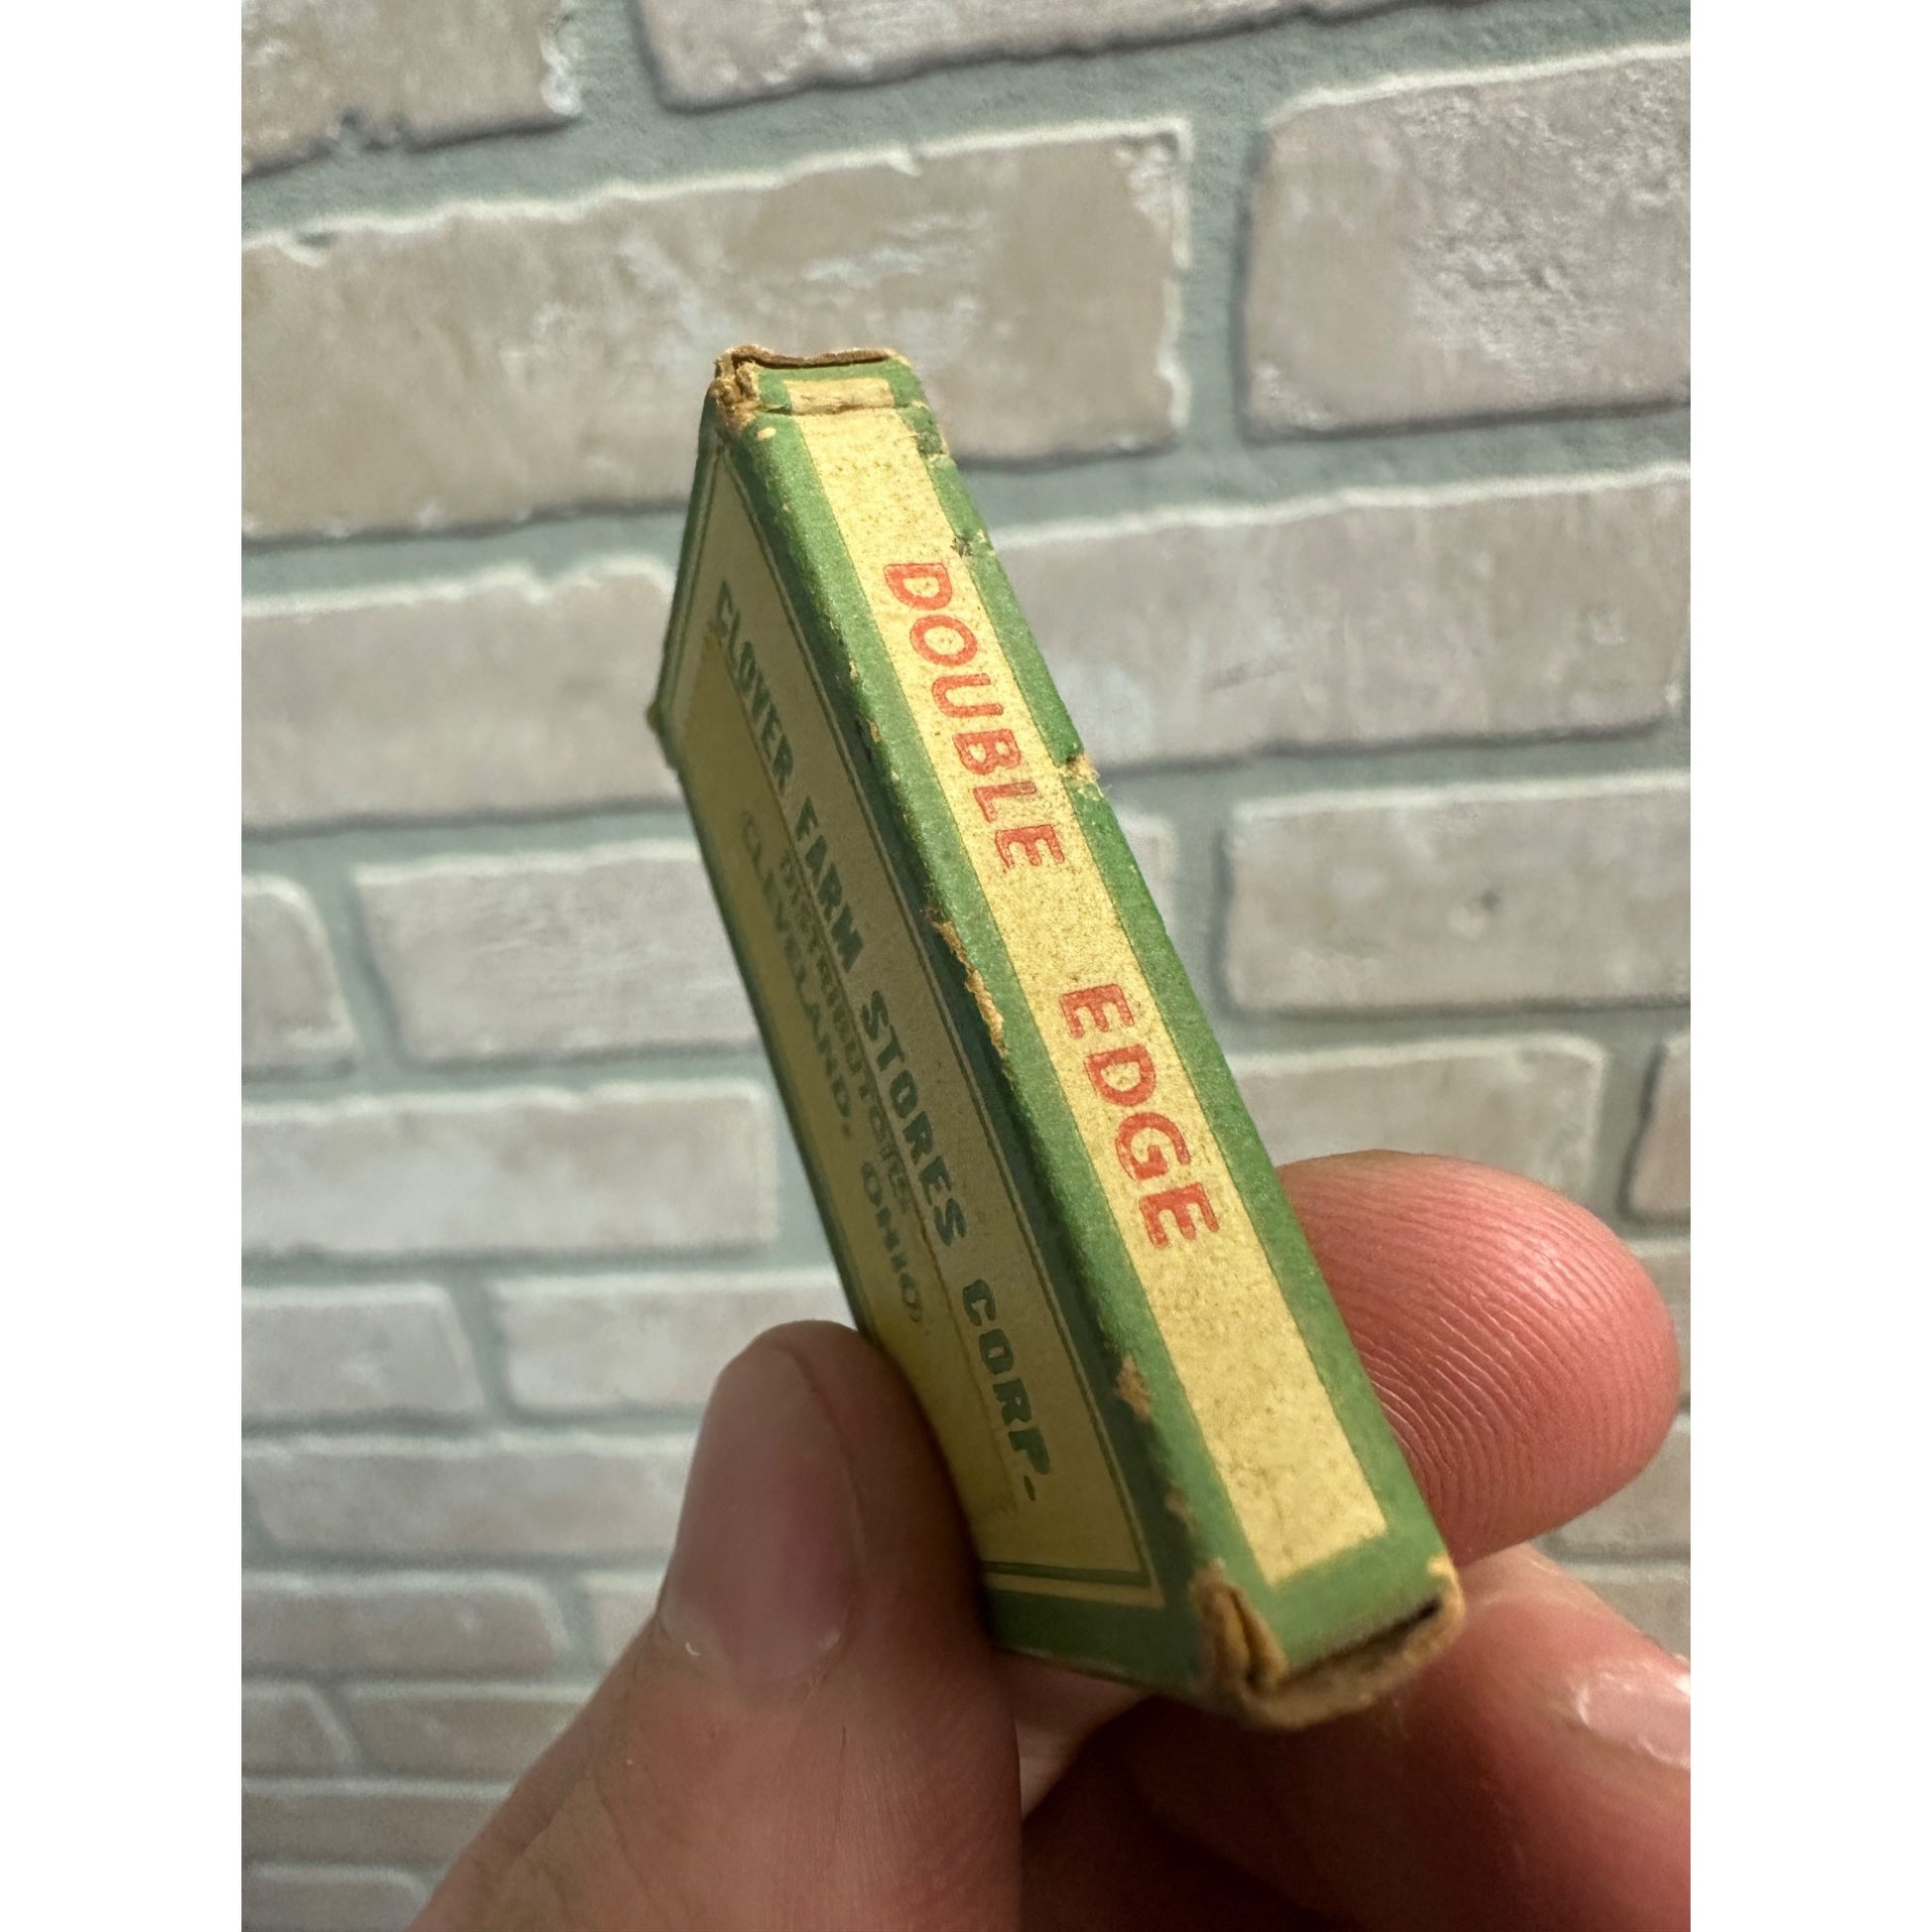 DOUBLE EDGE
CLOVER FARM STORES CORP.
DISTRIBUTORS
CLEVELAND, OHIO.